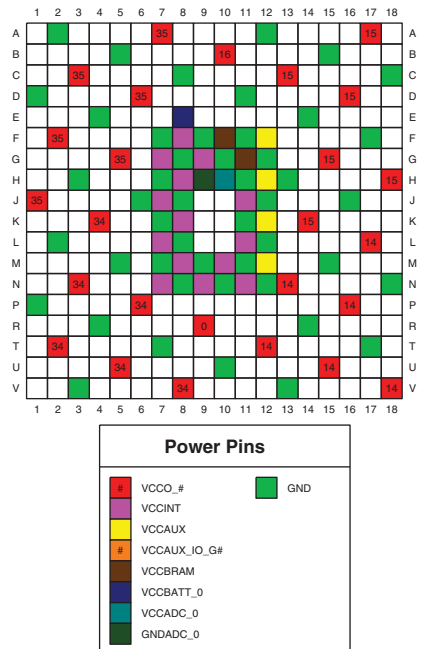 1 2 3 4 5 6 7 8 9 10 11 12 13 14 15 16 17 18
A 35 15 A
B 16 B
C 35 15 C
D 35 15 D
E E
F 35 F
G 35 15 G
H 15 H
J 35 J
K 34 15 K
L 14 L
M M
N 34 14 N
P 34 14 P
R 0 R
T 34 14 T
U 34 14 U
V 34 14 V
1 2 3 4 5 6 7 8 9 10 11 12 13 14 15 16 17 18
Power Pins
# VCCO_# GND
VCCINT
VCCAUX
# VCCAUX_IO_G#
VCCBRAM
VCCBATT_0
VCCADC_0
GNDADC_0